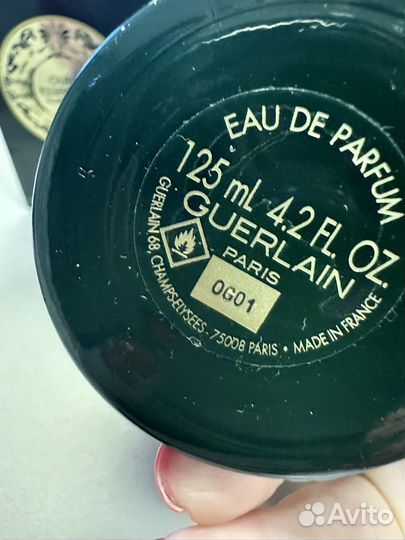 EAU DE PARFUM
125 ml 4.2 FL. OZ.
GUERLAIN
PARIS
0G01
GUERLAIN 68, CHAMPS-ELYSEES 75008 PARIS • MADE IN FRANCE
Avito